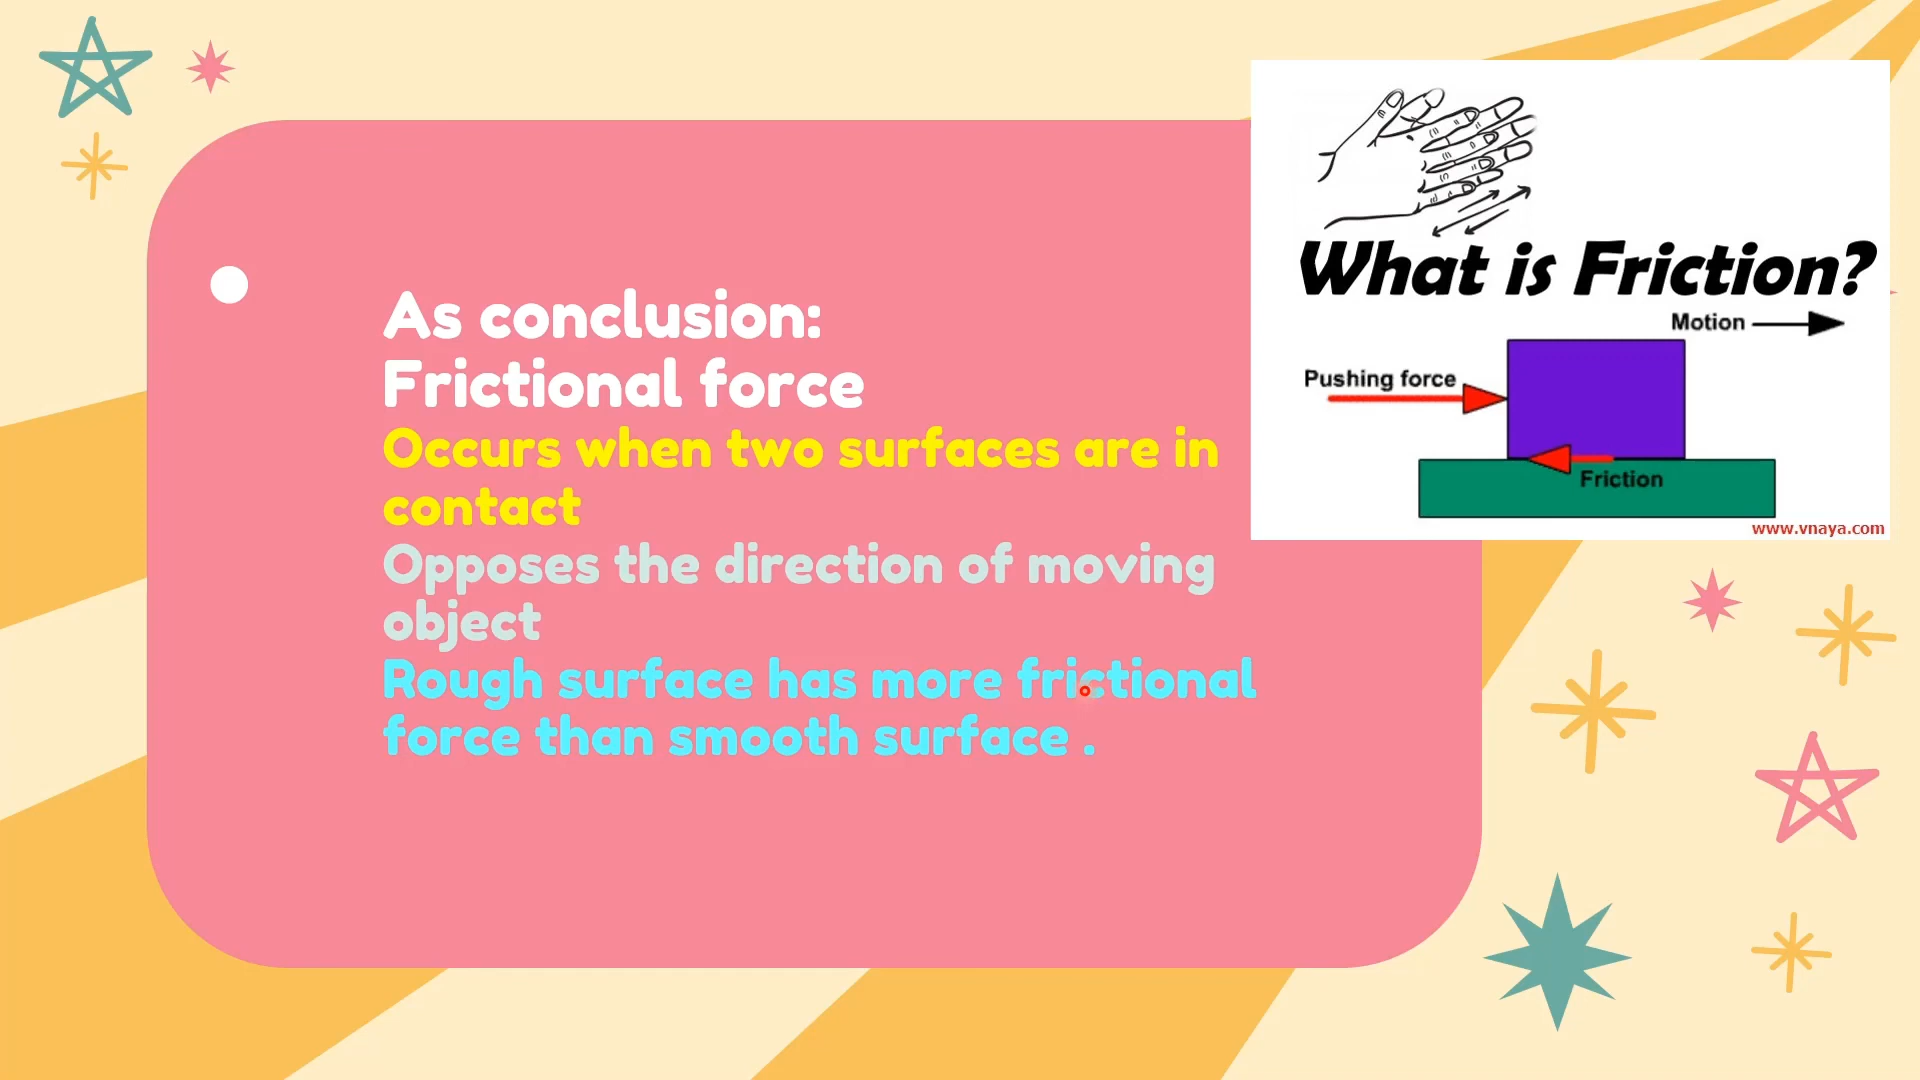 As conclusion:
Frictional force
Occurs when two surfaces are in
contact
Opposes the direction of moving
object
Rough surface has more frictional
force than smooth surface .
What is Friction?
Motion
Pushing force
Friction
www.vnaya.com